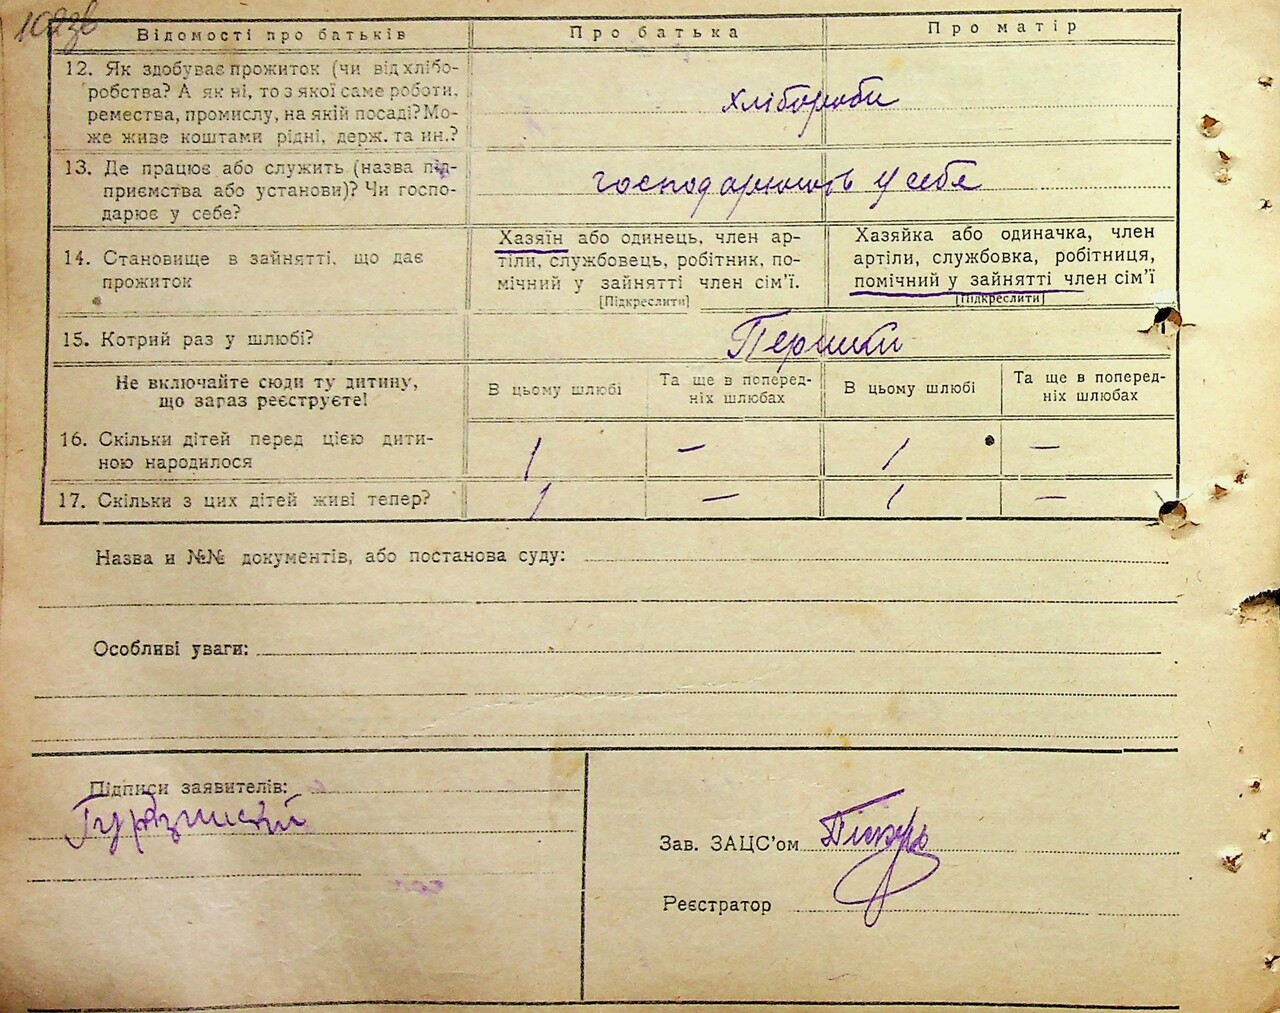 Відомості про батьків Про батька Про матір
12. Як здобуває прожиток (чи від хлібо-
робства? А як ні, то з якої саме роботи,
ремества, промислу, на якій посаді? Мо-
же живе коштами рідні, держ. та ин.?
хлібороби
13. Де працює або служить (назва під-
приємства або установи)? Чи госпо-
дарює у себе?
господарюють у себе
14. Становище в зайнятті, що дає
прожиток
Хазяїн або одинець, член ар-
тіли, службовець, робітник, по-
мічний у зайнятті член сім'ї.
[Підкреслити]
Хазяйка або одиначка, член
артіли, службовка, робітниця,
помічний у зайнятті член сім'ї
[Підкреслити]
15. Котрий раз у шлюбі?
Не включайте сюди ту дитину,
що загаз реєструєте!
В цьому шлюбі
Та ще в поперед-
ніх шлюбах
В цьому шлюбі
Та ще в поперед-
ніх шлюбах
16. Скільки дітей перед цією дити-
ною народилося
1 — 1 —
17. Скільки з цих дітей живі тепер? 1 — 1 —
Назва и №№ документів, або постанова суду:
Особливі уваги:
Підписи заявителів:
Зав. ЗАЦС'ом
Реєстратор